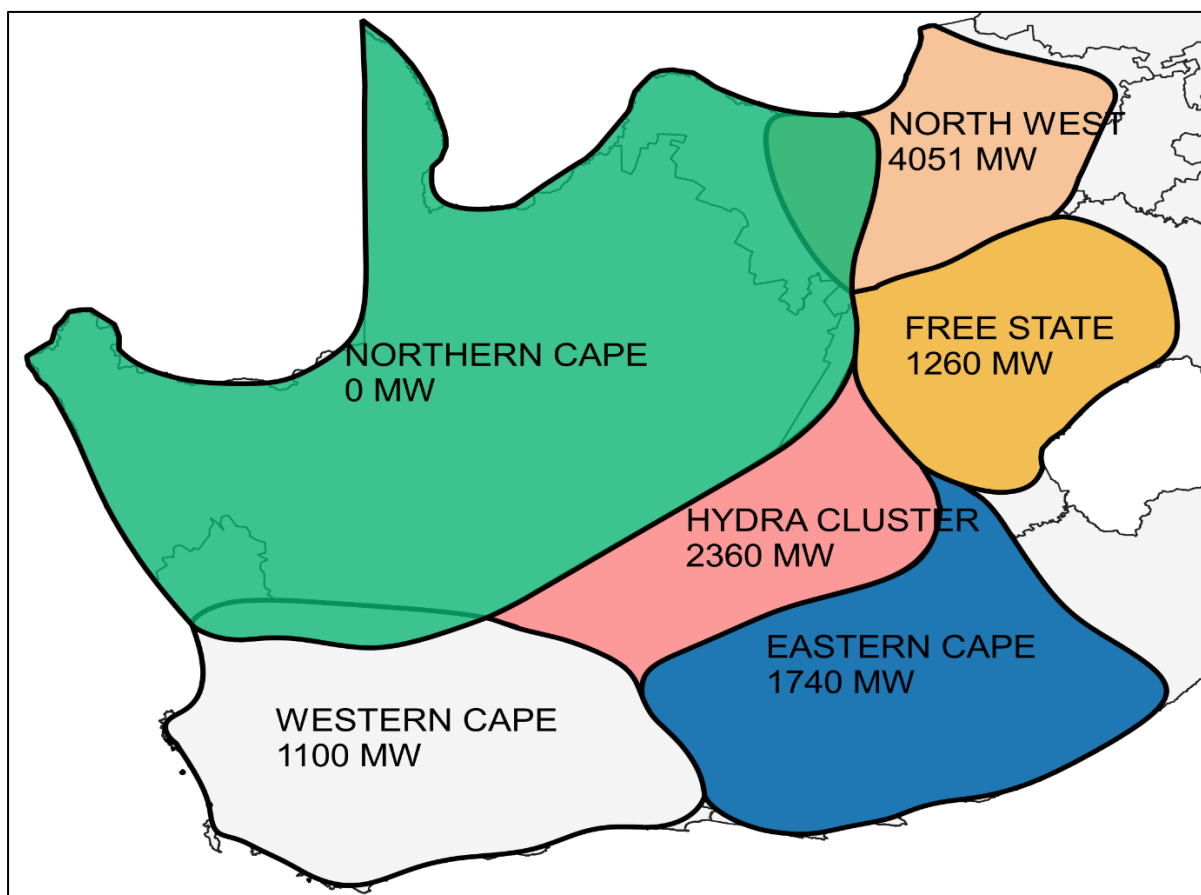 NORTH WEST
4051 MW
FREE STATE
1260 MW
NORTHERN CAPE
0 MW
HYDRA CLUSTER
2360 MW
EASTERN CAPE
1740 MW
WESTERN CAPE
1100 MW